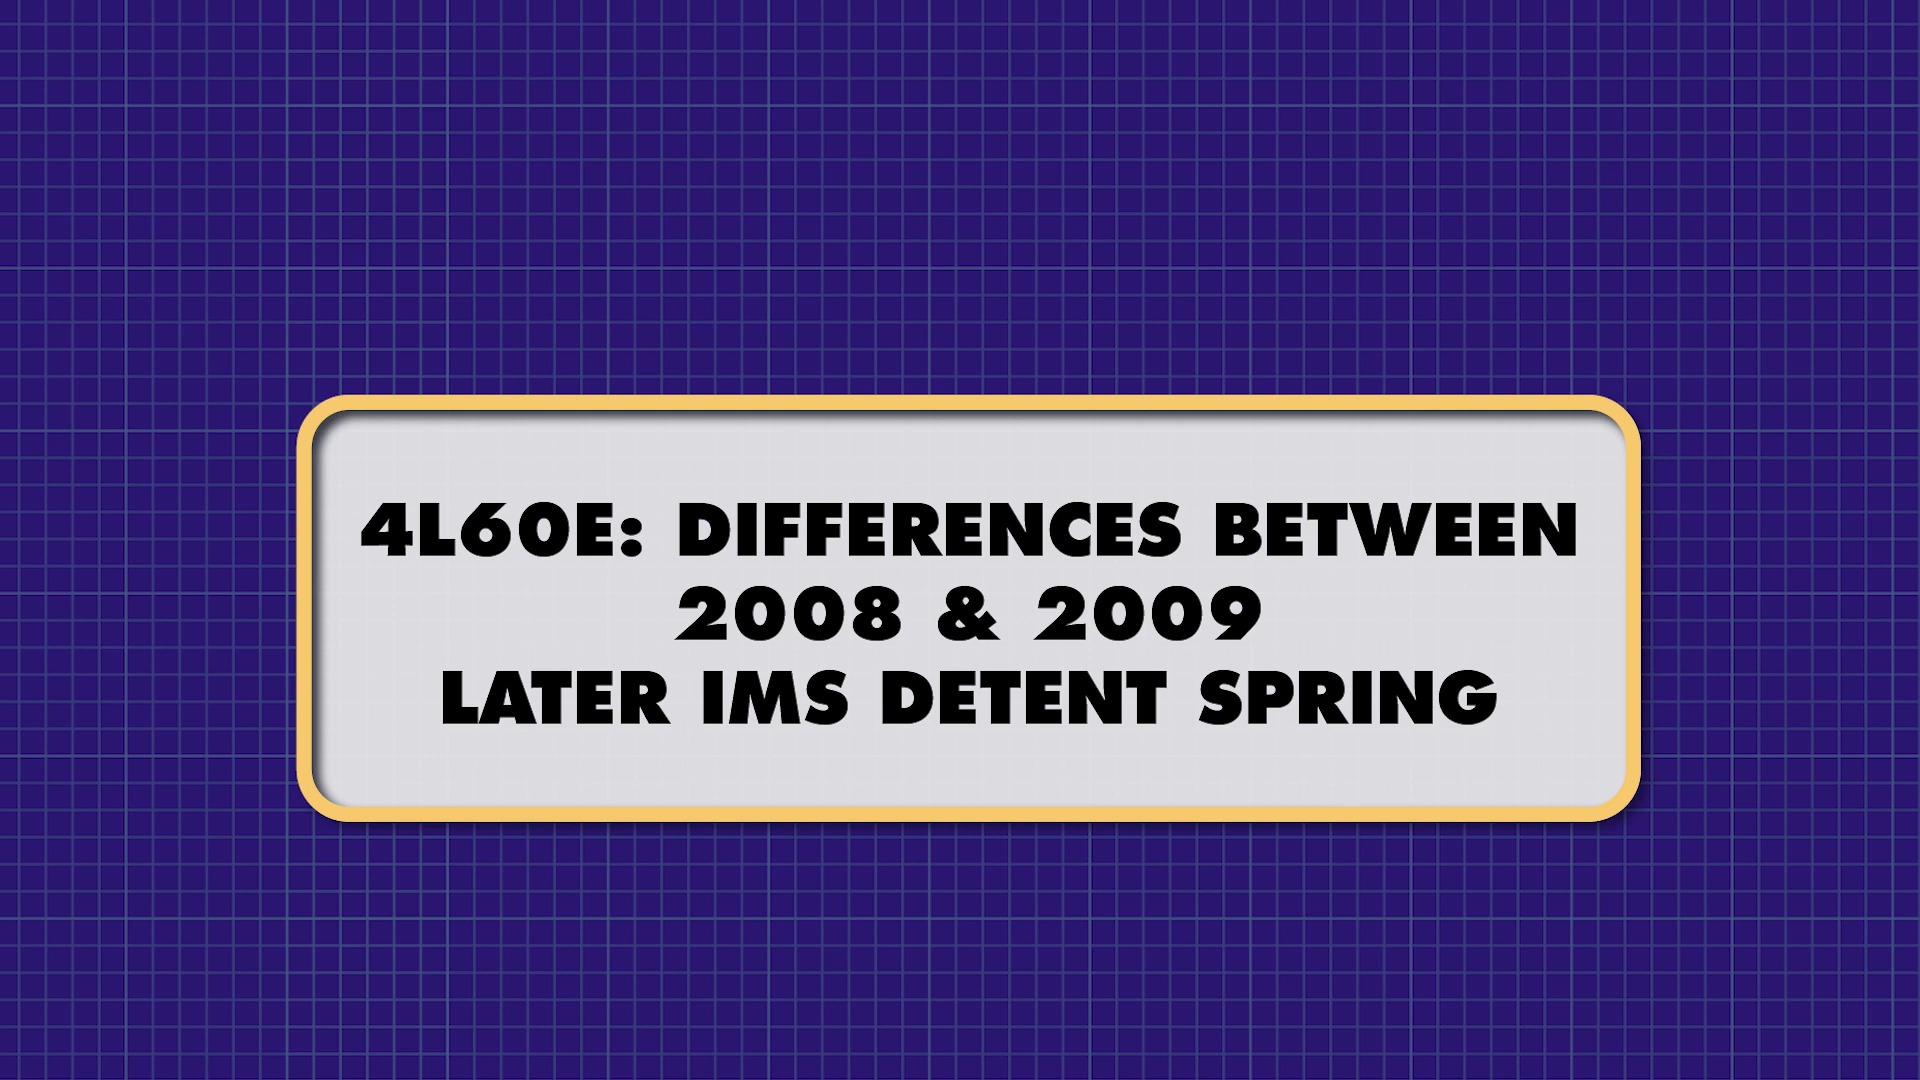 4L60E: DIFFERENCES BETWEEN
2008 & 2009
LATER IMS DETENT SPRING